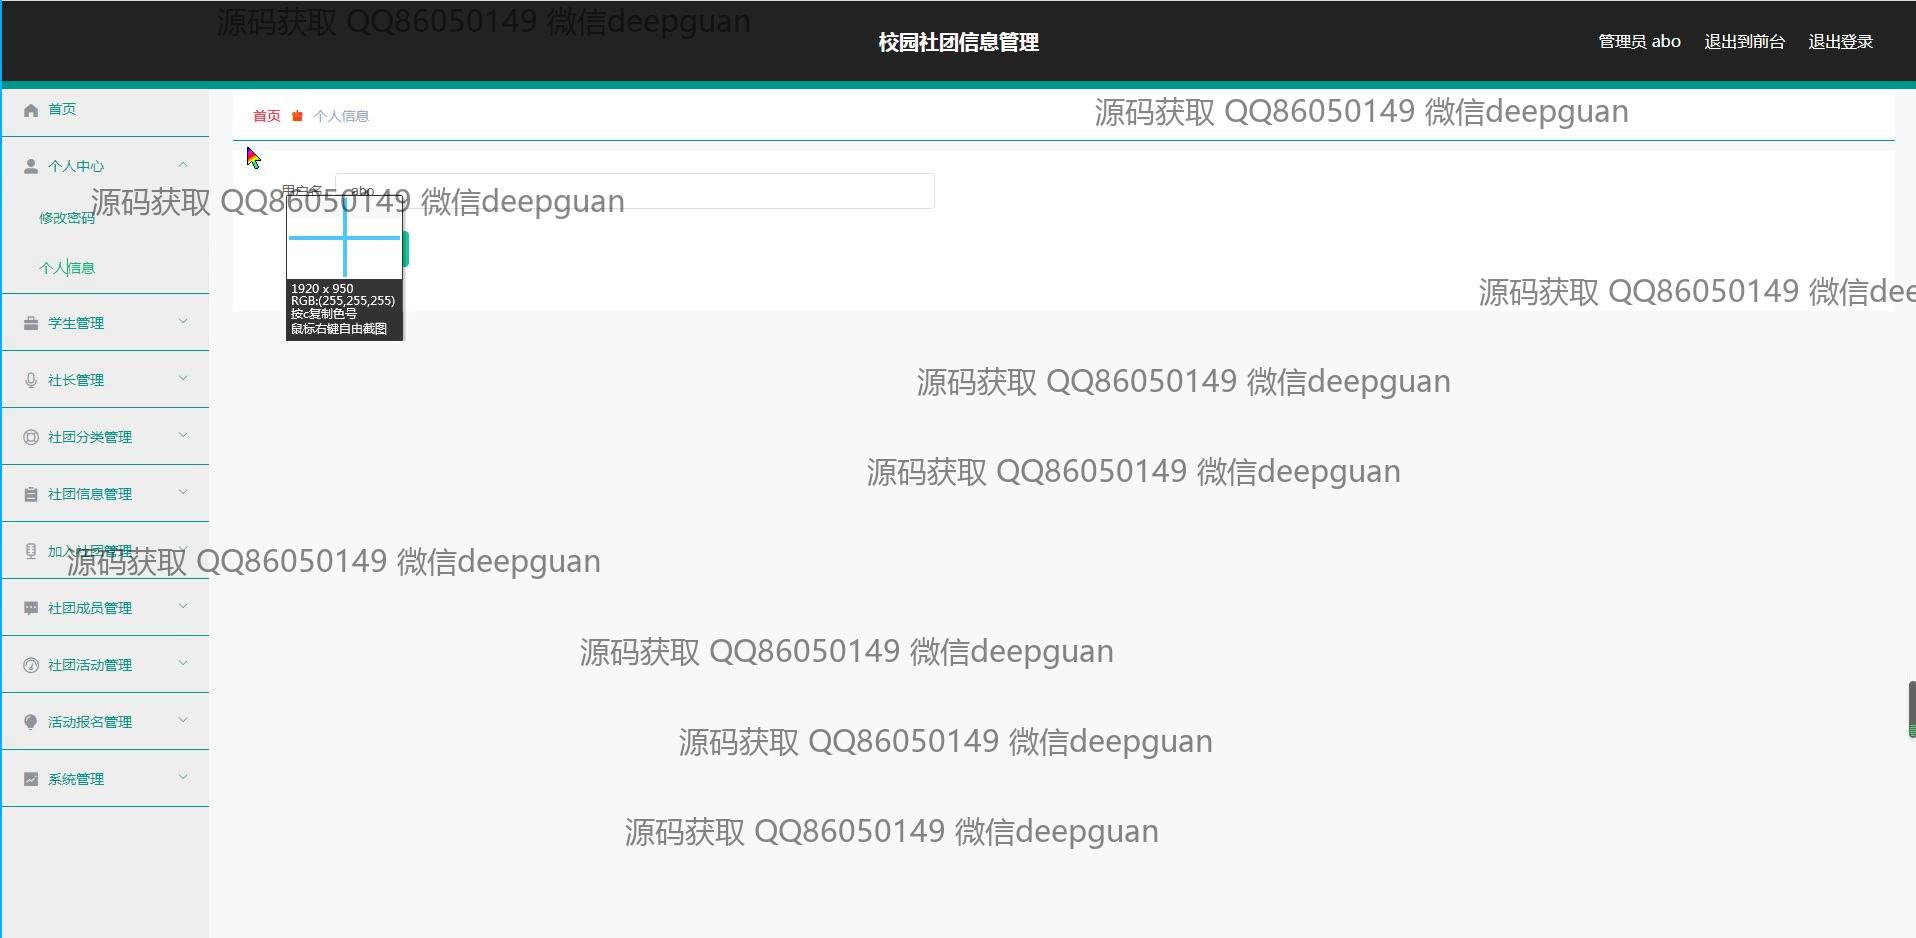 源码获取 QQ86050149 微信deepguan
校园社团信息管理
管理员 abo
退出到前台
退出登录
首页
首页 个人信息
源码获取 QQ86050149 微信deepguan
个人中心
用户名
abo
源码获取 QQ86050149 微信deepguan
修改密码
个人信息
1920 x 950
RGB:(255,255,255)
按c复制色号
鼠标右键自由截图
源码获取 QQ86050149 微信dee
学生管理
社长管理
源码获取 QQ86050149 微信deepguan
社团分类管理
源码获取 QQ86050149 微信deepguan
社团信息管理
加入社团管理
源码获取 QQ86050149 微信deepguan
社团成员管理
社团活动管理
源码获取 QQ86050149 微信deepguan
活动报名管理
源码获取 QQ86050149 微信deepguan
系统管理
源码获取 QQ86050149 微信deepguan